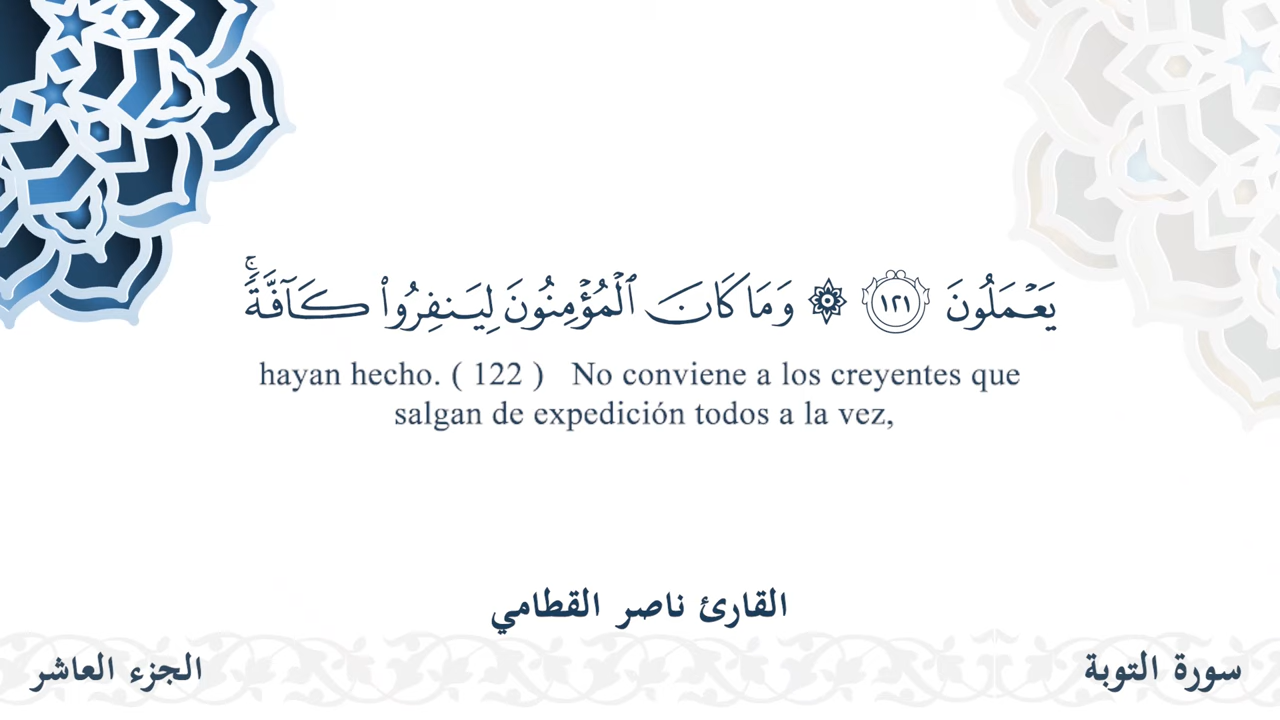 يَعْمَلُونَ ١٢١ ۞ وَمَا كَانَ ٱلْمُؤْمِنُونَ لِيَنفِرُوا۟ كَآفَّةًۭ ۚ
hayan hecho. ( 122 ) No conviene a los creyentes que
salgan de expedición todos a la vez,
القارئ ناصر القطامي
سورة التوبة
الجزء العاشر